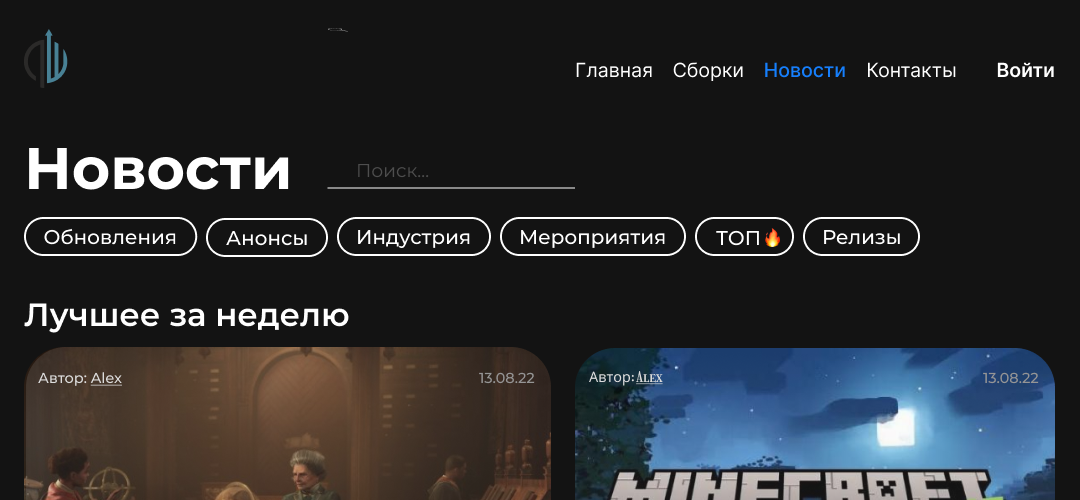 Главная Сборки Новости Контакты Войти
Новости
Поиск...
Обновления Анонсы Индустрия Мероприятия ТОП🔥 Релизы
Лучшее за неделю
Автор: Alex 13.08.22
Автор:Alex 13.08.22
MINECRAFT